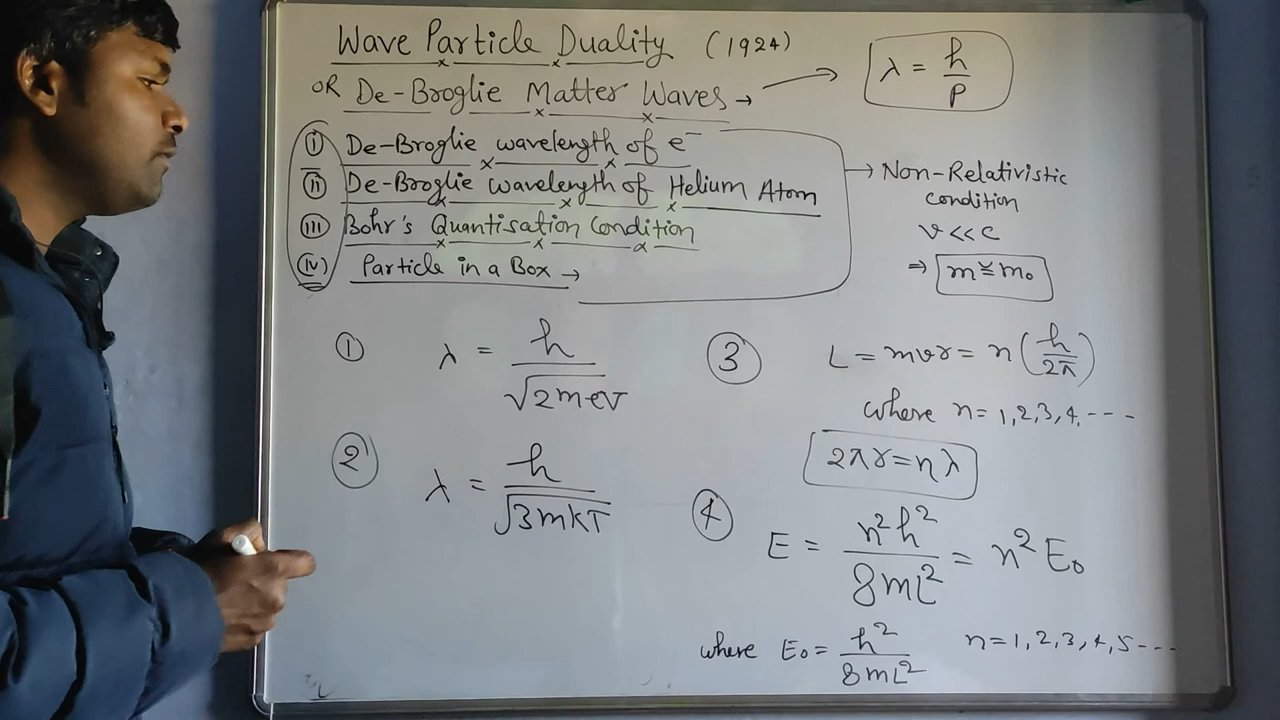 Wave Particle Duality (1924)
OR De-Broglie Matter Waves → λ = h/P
(i) De-Broglie wavelength of e⁻
(ii) De-Broglie wavelength of Helium Atom
(iii) Bohr's Quantisation Condition
(iv) Particle in a Box →
→ Non-Relativistic
condition
v << c
⇒ m ≅ m₀
① λ = h/√2meV
② λ = h/√3mkT
③ L = mvr = n(h/2π)
where n = 1,2,3,4,---
2πr = nλ
④ E = n²h²/8mL² = n²E₀
where E₀ = h²/8mL² n = 1,2,3,4,5---